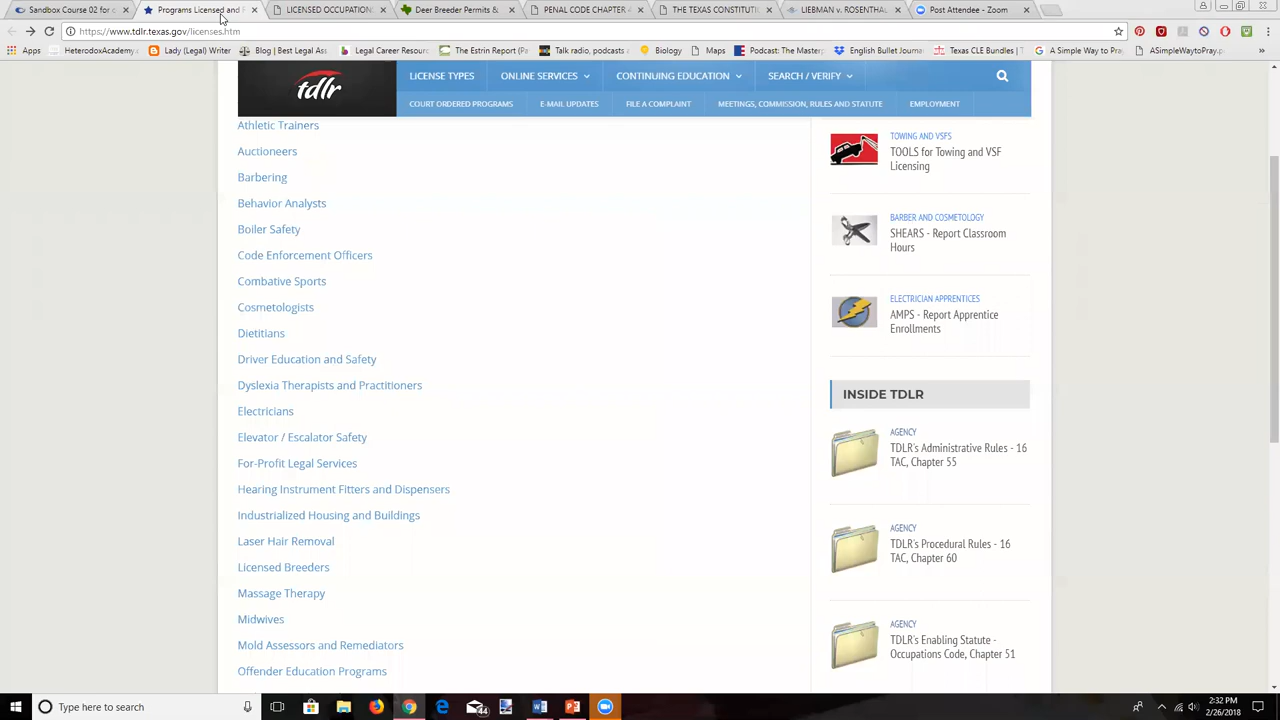 Sandbox Course 02 for c
Programs Licensed and R
LICENSED OCCUPATION
Deer Breeder Permits &
PENAL CODE CHAPTER 4
THE TEXAS CONSTITUTIO
LIEBMAN v. ROSENTHAL
Post Attendee - Zoom
https://www.tdlr.texas.gov/licenses.htm
Apps
HeterodoxAcademy
Lady (Legal) Writer
Blog | Best Legal Ass
Legal Career Resourc
The Estrin Report (Th
Talk radio, podcasts
Biology
Maps
Podcast: The Master
English Journal
Texas CLE Bundles | T
A Simple Way to Pray
ASimpleWaytoPray.p
tdlr
LICENSE TYPES
ONLINE SERVICES
CONTINUING EDUCATION
SEARCH / VERIFY
COURT ORDERED PROGRAMS
E-MAIL UPDATES
FILE A COMPLAINT
MEETINGS, COMMISSION, RULES AND STATUTE
EMPLOYMENT
Athletic Trainers
Auctioneers
Barbering
Behavior Analysts
Boiler Safety
Code Enforcement Officers
Combative Sports
Cosmetologists
Dietitians
Driver Education and Safety
Dyslexia Therapists and Practitioners
Electricians
Elevator / Escalator Safety
For-Profit Legal Services
Hearing Instrument Fitters and Dispensers
Industrialized Housing and Buildings
Laser Hair Removal
Licensed Breeders
Massage Therapy
Midwives
Mold Assessors and Remediators
Offender Education Programs
TOWING AND VSFS
TOOLS for Towing and VSF
Licensing
BARBER AND COSMETOLOGY
SHEARS - Report Classroom
Hours
ELECTRICIAN APPRENTICES
AMPS - Report Apprentice
Enrollments
INSIDE TDLR
AGENCY
TDLR's Administrative Rules - 16
TAC, Chapter 55
AGENCY
TDLR's Procedural Rules - 16
TAC, Chapter 60
AGENCY
TDLR's Enabling Statute -
Occupations Code, Chapter 51
Type here to search
2:32 PM
2/26/2018